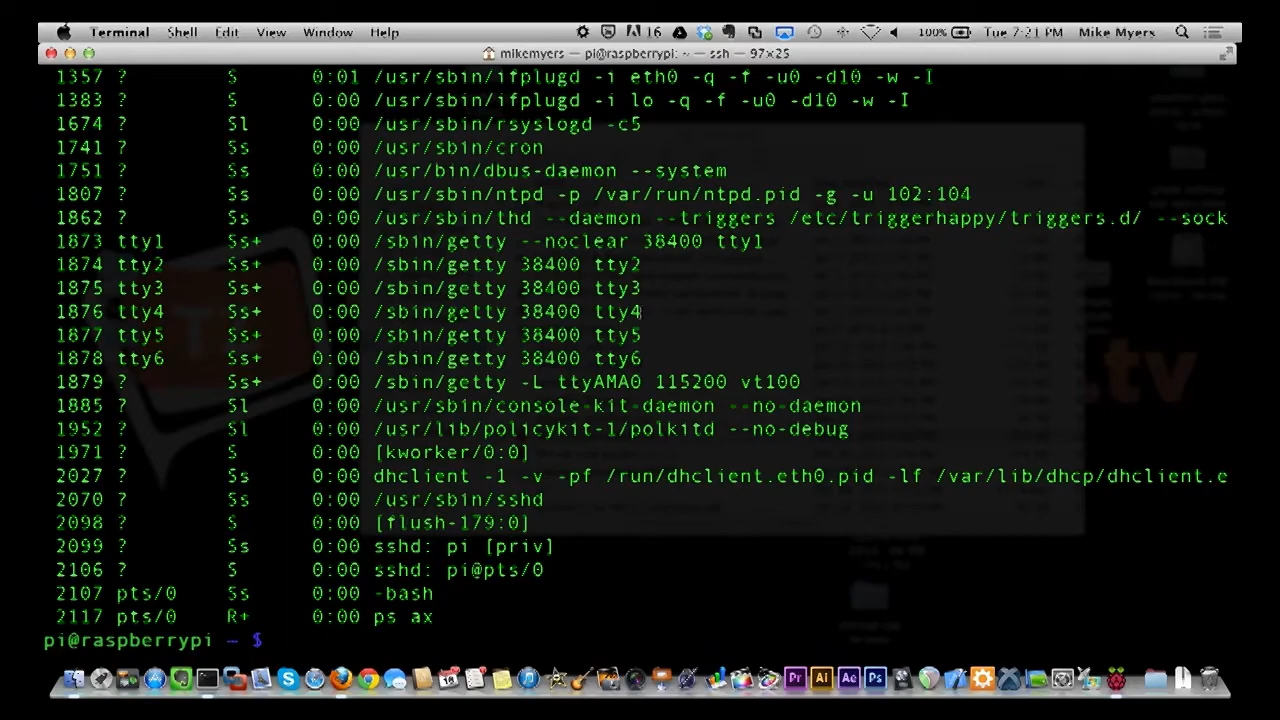 Terminal Shell Edit View Window Help 16 100% Tue 7:21 PM Mike Myers
mikemyers — pi@raspberrypi: ~ — ssh — 97×25
1357 ? S 0:01 /usr/sbin/ifplugd -i eth0 -q -f -u0 -d10 -w -I
1383 ? S 0:00 /usr/sbin/ifplugd -i lo -q -f -u0 -d10 -w -I
1674 ? Sl 0:00 /usr/sbin/rsyslogd -c5
1741 ? Ss 0:00 /usr/sbin/cron
1751 ? Ss 0:00 /usr/bin/dbus-daemon --system
1807 ? Ss 0:00 /usr/sbin/ntpd -p /var/run/ntpd.pid -g -u 102:104
1862 ? Ss 0:00 /usr/sbin/thd --daemon --triggers /etc/triggerhappy/triggers.d/ --sock
1873 tty1 Ss+ 0:00 /sbin/getty --noclear 38400 tty1
1874 tty2 Ss+ 0:00 /sbin/getty 38400 tty2
1875 tty3 Ss+ 0:00 /sbin/getty 38400 tty3
1876 tty4 Ss+ 0:00 /sbin/getty 38400 tty4
1877 tty5 Ss+ 0:00 /sbin/getty 38400 tty5
1878 tty6 Ss+ 0:00 /sbin/getty 38400 tty6
1879 ? Ss+ 0:00 /sbin/getty -L ttyAMA0 115200 vt100
1885 ? Sl 0:00 /usr/sbin/console-kit-daemon --no-daemon
1952 ? Sl 0:00 /usr/lib/policykit-1/polkitd --no-debug
1971 ? S 0:00 [kworker/0:0]
2027 ? Ss 0:00 dhclient -1 -v -pf /run/dhclient.eth0.pid -lf /var/lib/dhcp/dhclient.e
2070 ? Ss 0:00 /usr/sbin/sshd
2098 ? S 0:00 [flush-179:0]
2099 ? Ss 0:00 sshd: pi [priv]
2106 ? S 0:00 sshd: pi@pts/0
2107 pts/0 Ss 0:00 -bash
2117 pts/0 R+ 0:00 ps ax
pi@raspberrypi ~ $
.tv
Pr Ai Ae Ps